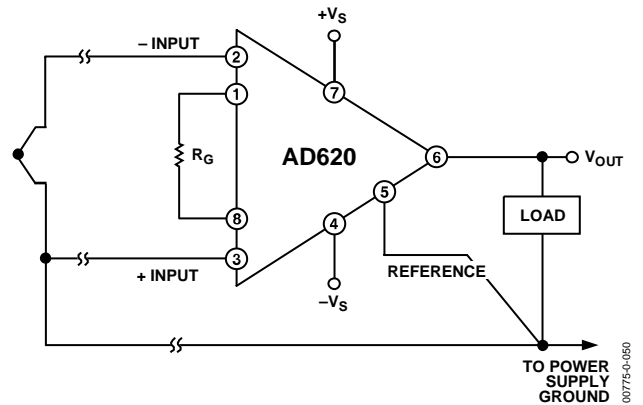 +VS
– INPUT
2
1
7
RG
AD620
6
VOUT
5
LOAD
8
4
3
REFERENCE
+ INPUT
–VS
TO POWER
SUPPLY
GROUND
00775-0-050